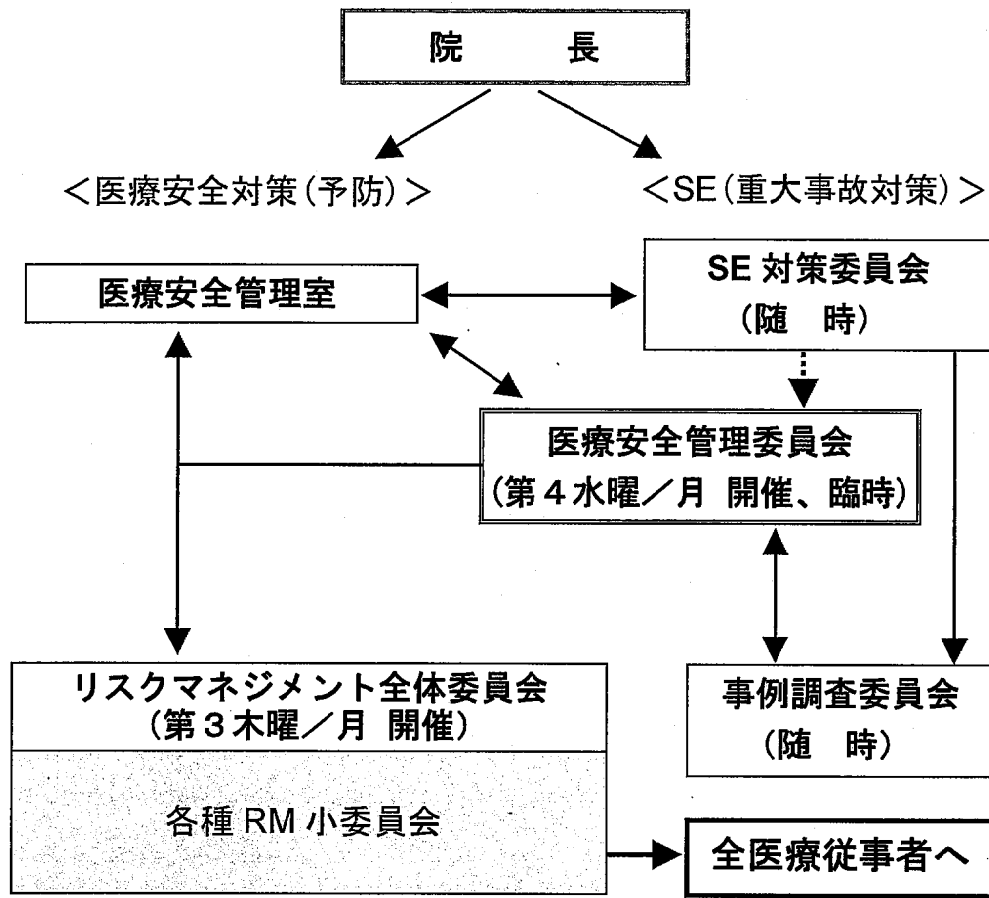 院　　長
＜医療安全対策(予防)＞
＜SE(重大事故対策)＞
医療安全管理室
SE 対策委員会
(随　時)
医療安全管理委員会
(第４水曜／月 開催、臨時)
リスクマネジメント全体委員会
(第３木曜／月 開催)
事例調査委員会
(随　時)
各種 RM 小委員会
全医療従事者へ